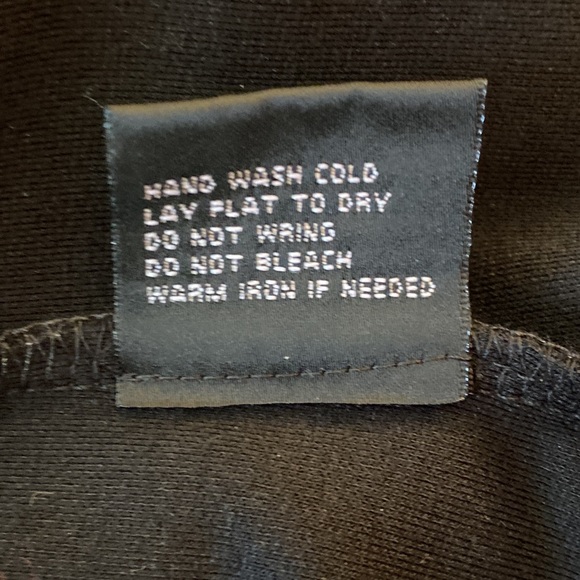 HAND WASH COLD
LAY FLAT TO DRY
DO NOT WRING
DO NOT BLEACH
WARM IRON IF NEEDED